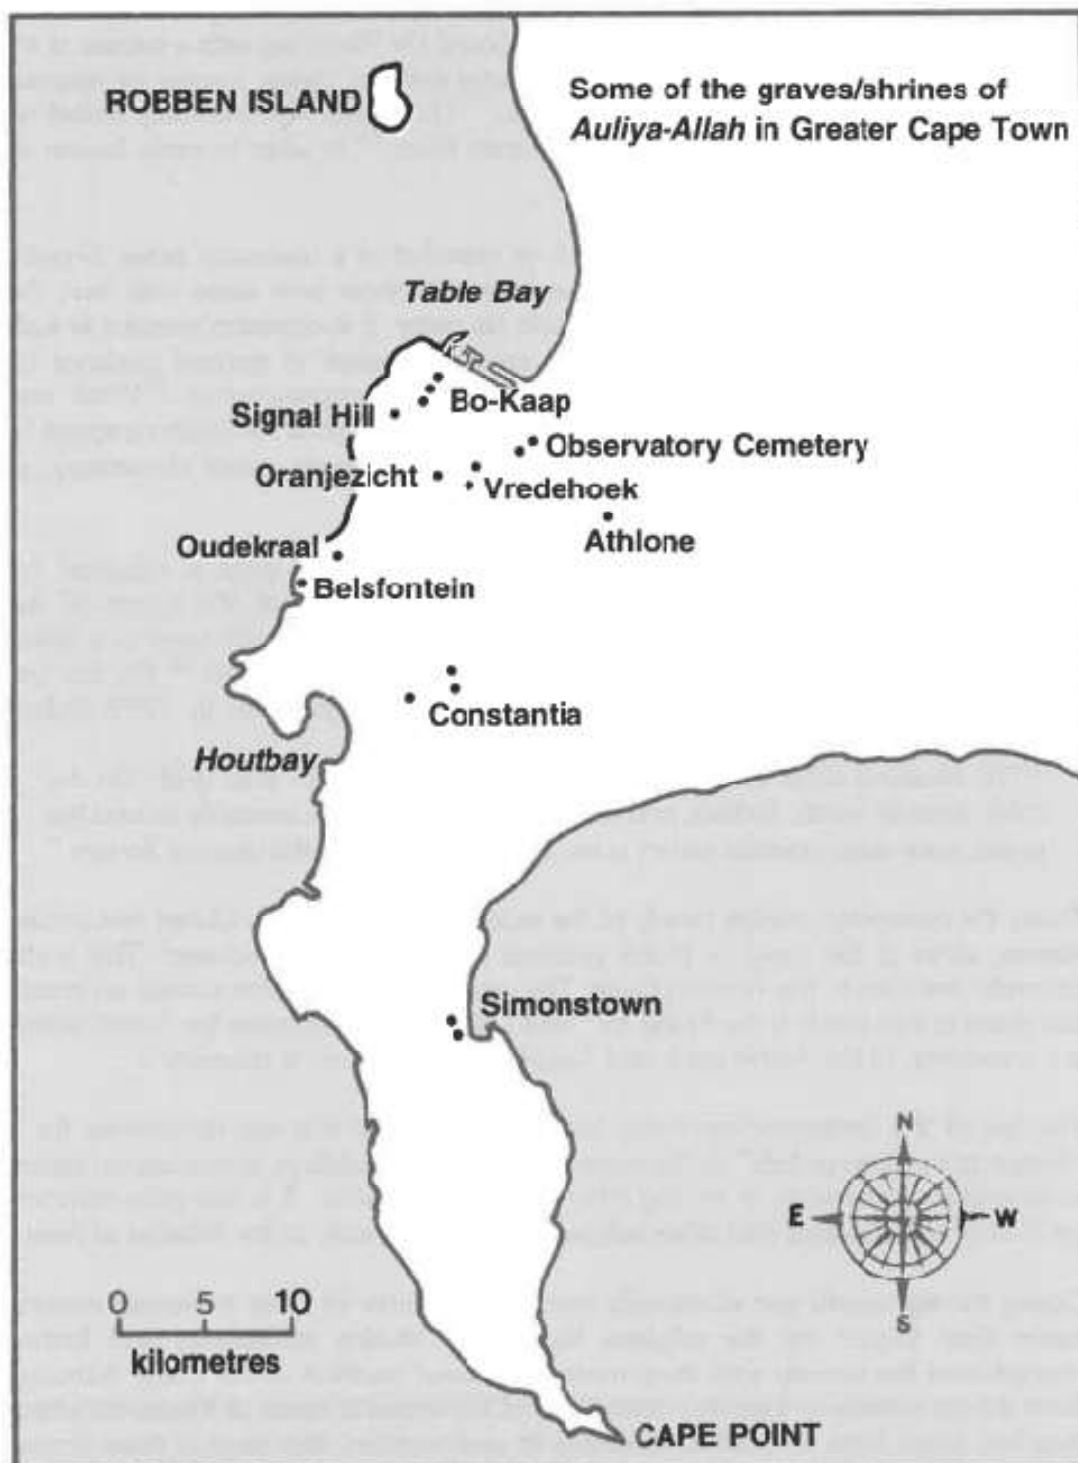 ROBBEN ISLAND
Some of the graves/shrines of
Auliya-Allah in Greater Cape Town
Table Bay
Bo-Kaap
Signal Hill
Observatory Cemetery
Oranjezicht
Vredehoek
Athlone
Oudekraal
Belsfontein
Constantia
Houtbay
Simonstown
N
E W
S
0 5 10
kilometres
CAPE POINT